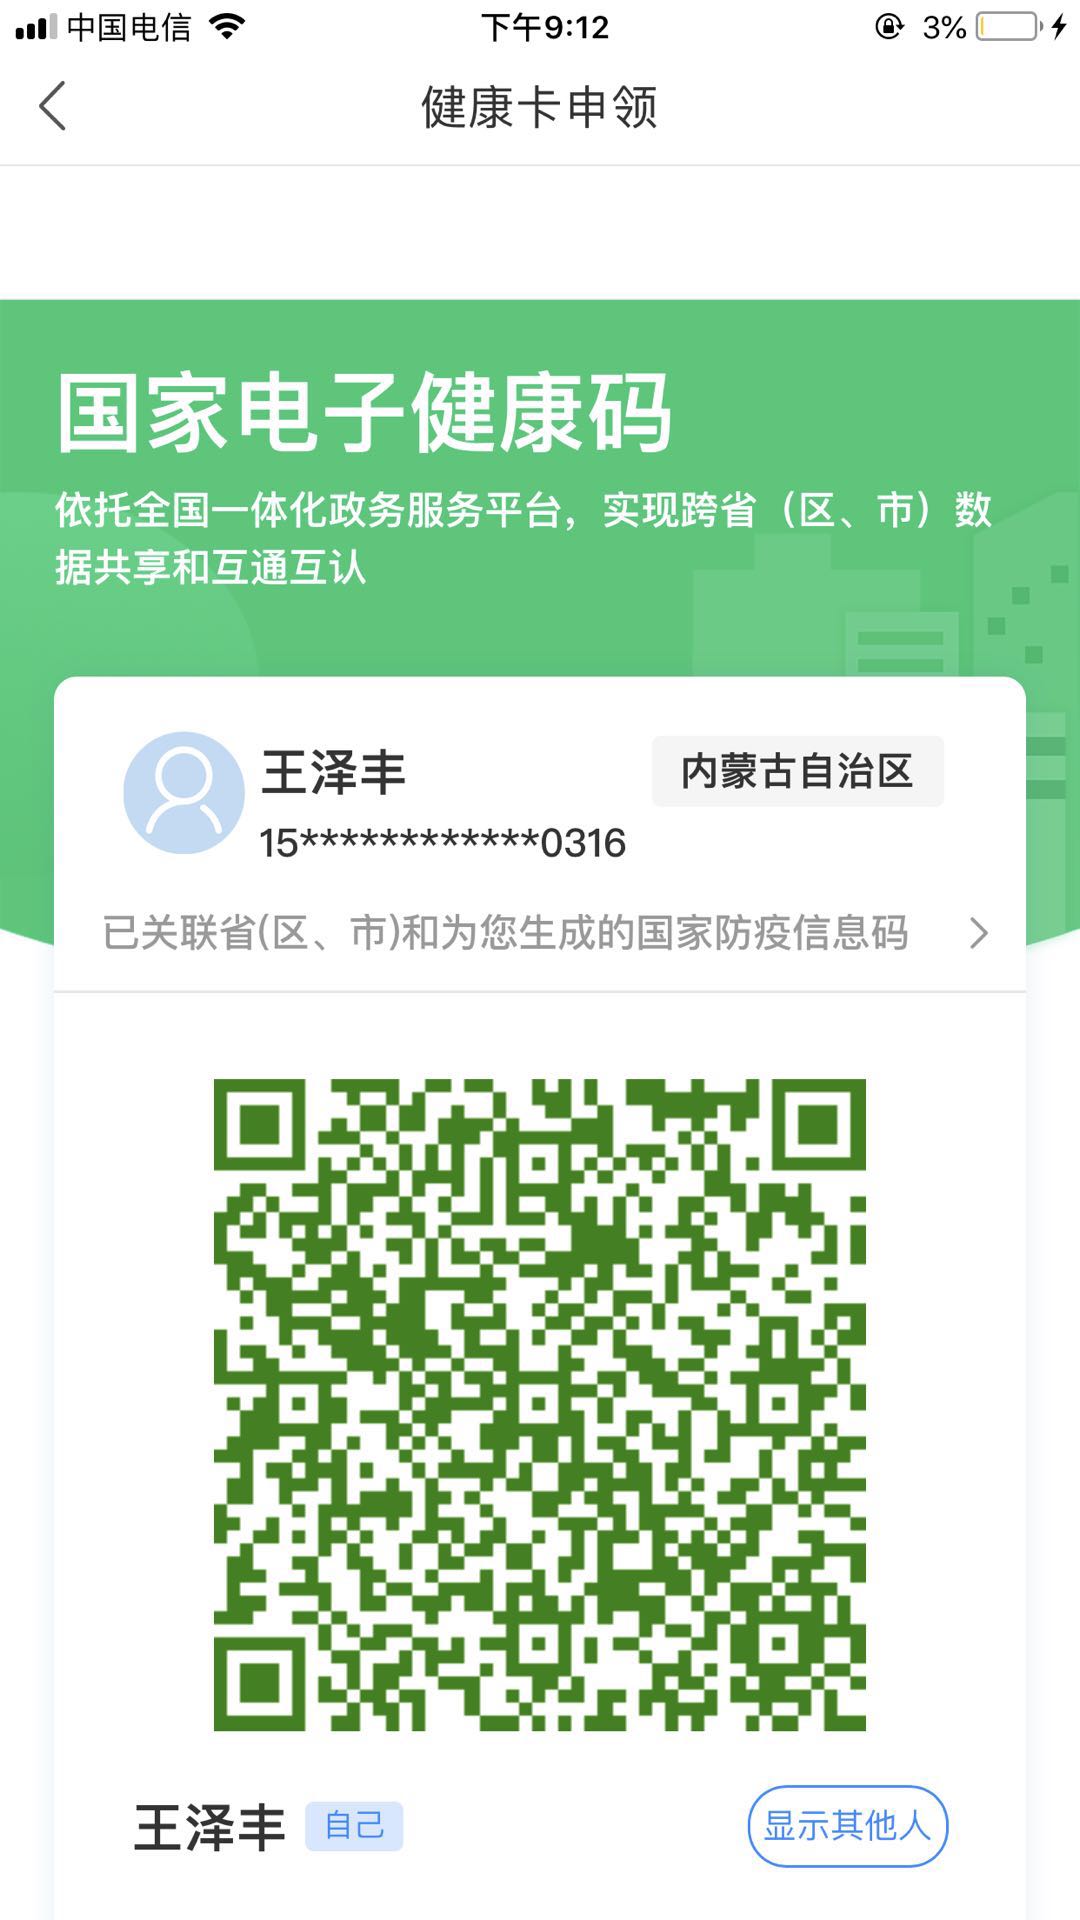 中国电信 下午9:12 3%
健康卡申领
国家电子健康码
依托全国一体化政务服务平台，实现跨省（区、市）数
据共享和互通互认
王泽丰 内蒙古自治区
15************0316
已关联省(区、市)和为您生成的国家防疫信息码
王泽丰 自己 显示其他人